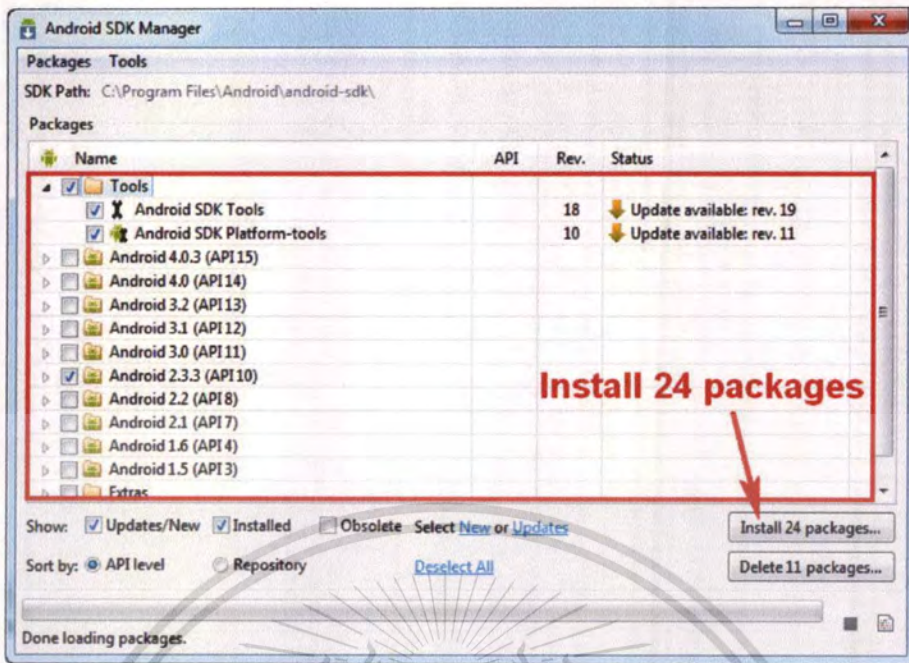 Android SDK Manager
Packages Tools
SDK Path: C:\Program Files\Android\android-sdk\
Packages
Name API Rev. Status
Tools
Android SDK Tools 18 Update available: rev. 19
Android SDK Platform-tools 10 Update available: rev. 11
Android 4.0.3 (API 15)
Android 4.0 (API 14)
Android 3.2 (API 13)
Android 3.1 (API 12)
Android 3.0 (API 11)
Android 2.3.3 (API 10)
Install 24 packages
Android 2.2 (API 8)
Android 2.1 (API 7)
Android 1.6 (API 4)
Android 1.5 (API 3)
Extras
Show: Updates/New Installed Obsolete Select New or Updates Install 24 packages...
Sort by: API level Repository Deselect All Delete 11 packages...
Done loading packages.